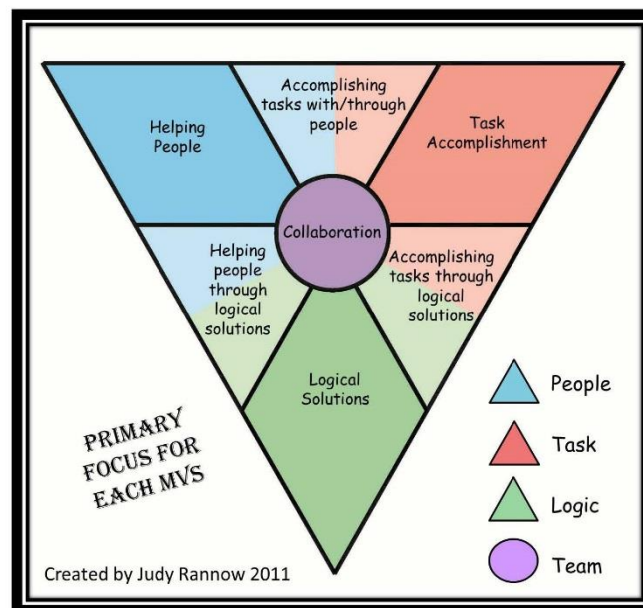 Accomplishing
tasks with/through
people
Helping
People
Task
Accomplishment
Collaboration
Helping
people
through
logical
solutions
Accomplishing
tasks through
logical
solutions
Logical
Solutions
PRIMARY
FOCUS FOR
EACH MVS
People
Task
Logic
Team
Created by Judy Rannow 2011